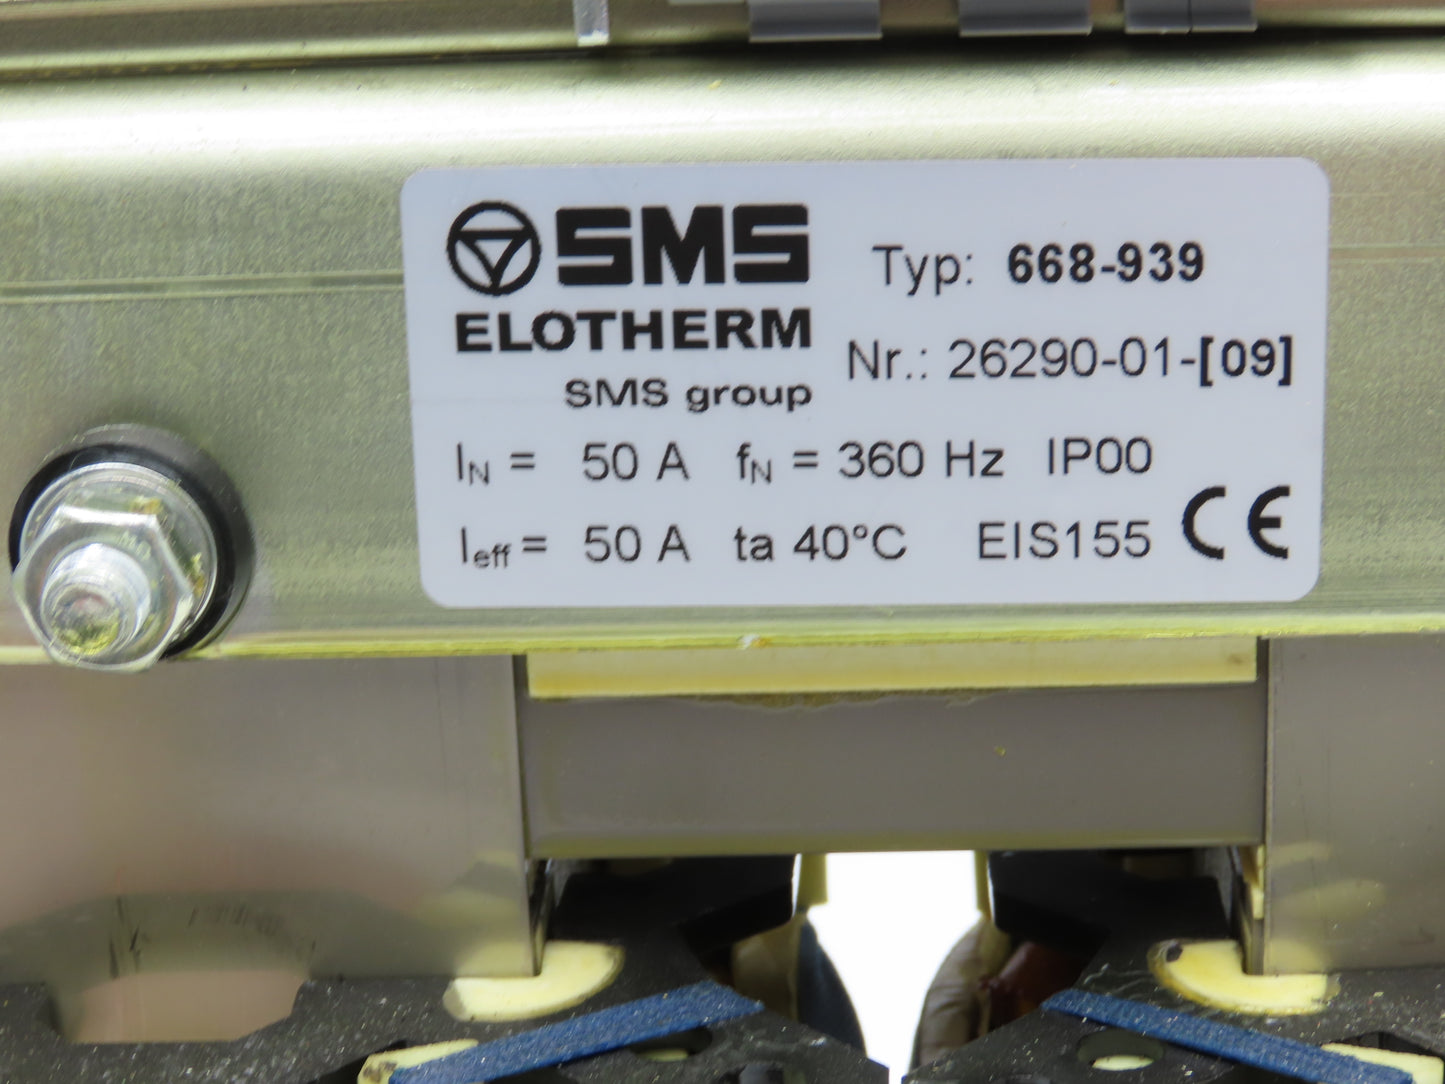 SMS
ELOTHERM
SMS group
Typ: 668-939
Nr.: 26290-01-[09]
IN = 50 A fN = 360 Hz IP00
Ieff = 50 A ta 40°C EIS155 CE